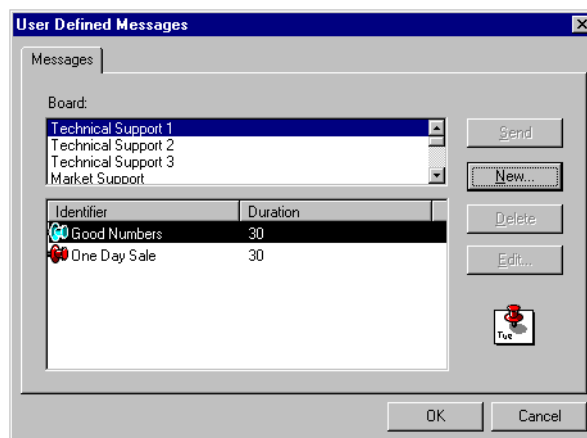 User Defined Messages
Messages
Board:
Technical Support 1
Technical Support 2
Technical Support 3
Market Support
Send
New...
Delete
Edit...
Identifier Duration
Good Numbers 30
One Day Sale 30
Tue
OK Cancel